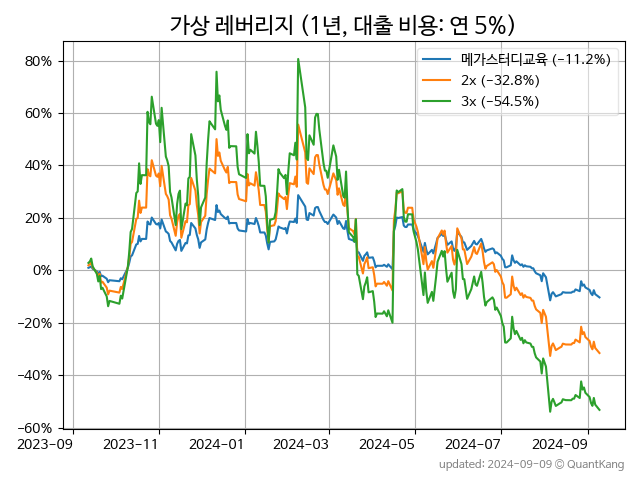 가상 레버리지 (1년, 대출 비용: 연 5%)
메가스터디교육 (-11.2%)
2x (-32.8%)
3x (-54.5%)
80%
60%
40%
20%
0%
-20%
-40%
-60%
2023-09 2023-11 2024-01 2024-03 2024-05 2024-07 2024-09
updated: 2024-09-09 © QuantKang